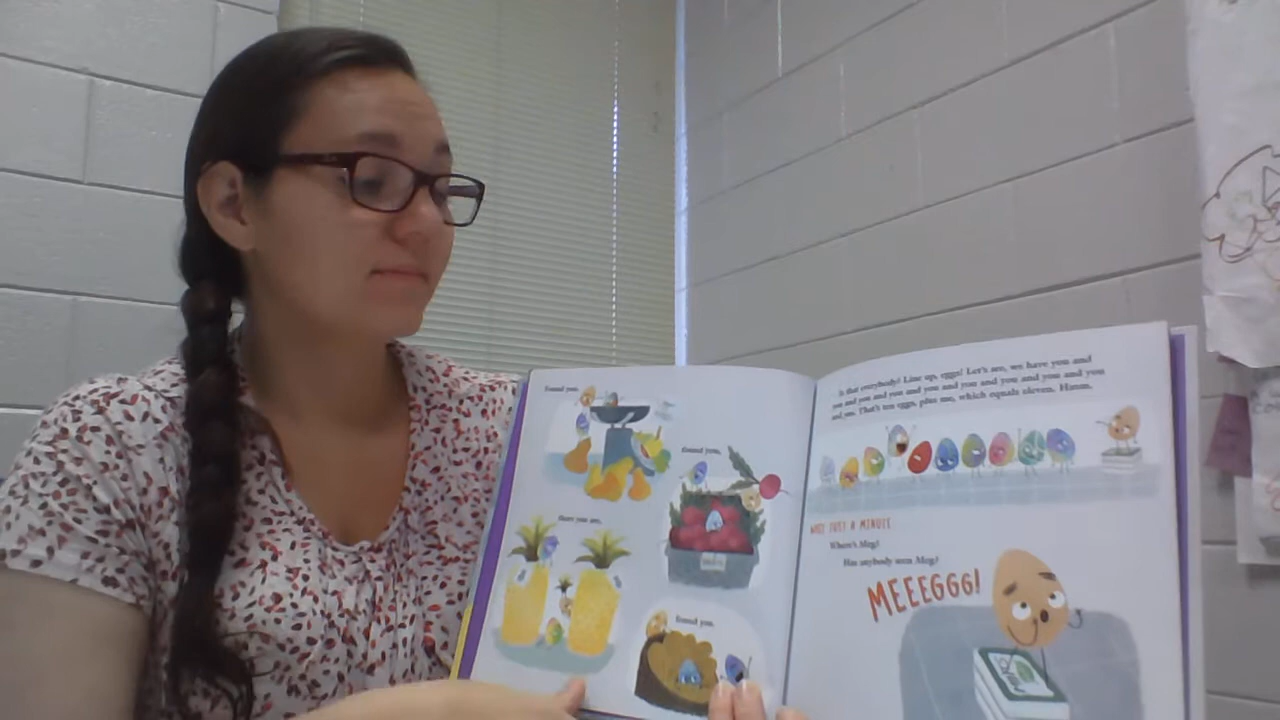 Found you,
Found you,
Here you are,
Found you.
Is that everybody? Line up, eggs! Let's see, we have you and
you and you and you and you and you and you and you and you
and you. That's ten eggs, plus me, which equals eleven. Hmmm.
WAIT JUST A MINUTE
Where's Meg?
Has anybody seen Meg?
MEEEGGG!